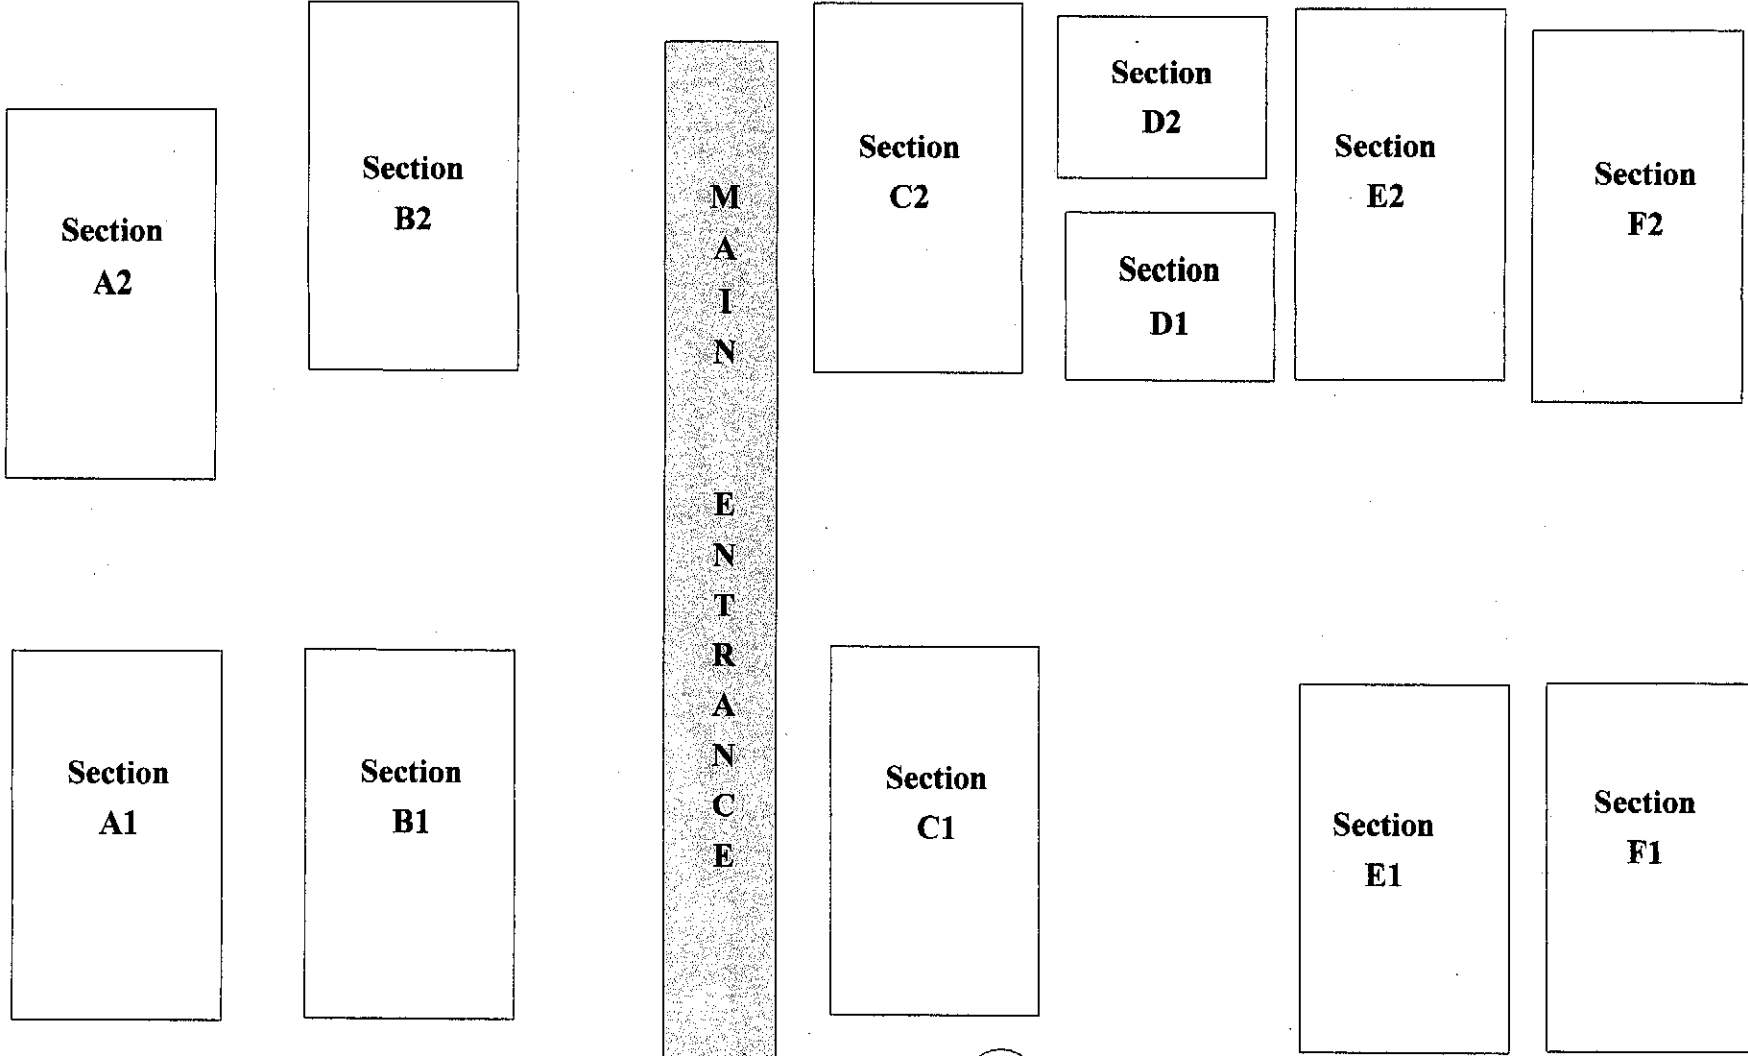 Section
A2
Section
B2
M
A
I
N
E
N
T
R
A
N
C
E
Section
C2
Section
D2
Section
D1
Section
E2
Section
F2
Section
A1
Section
B1
Section
C1
Section
E1
Section
F1